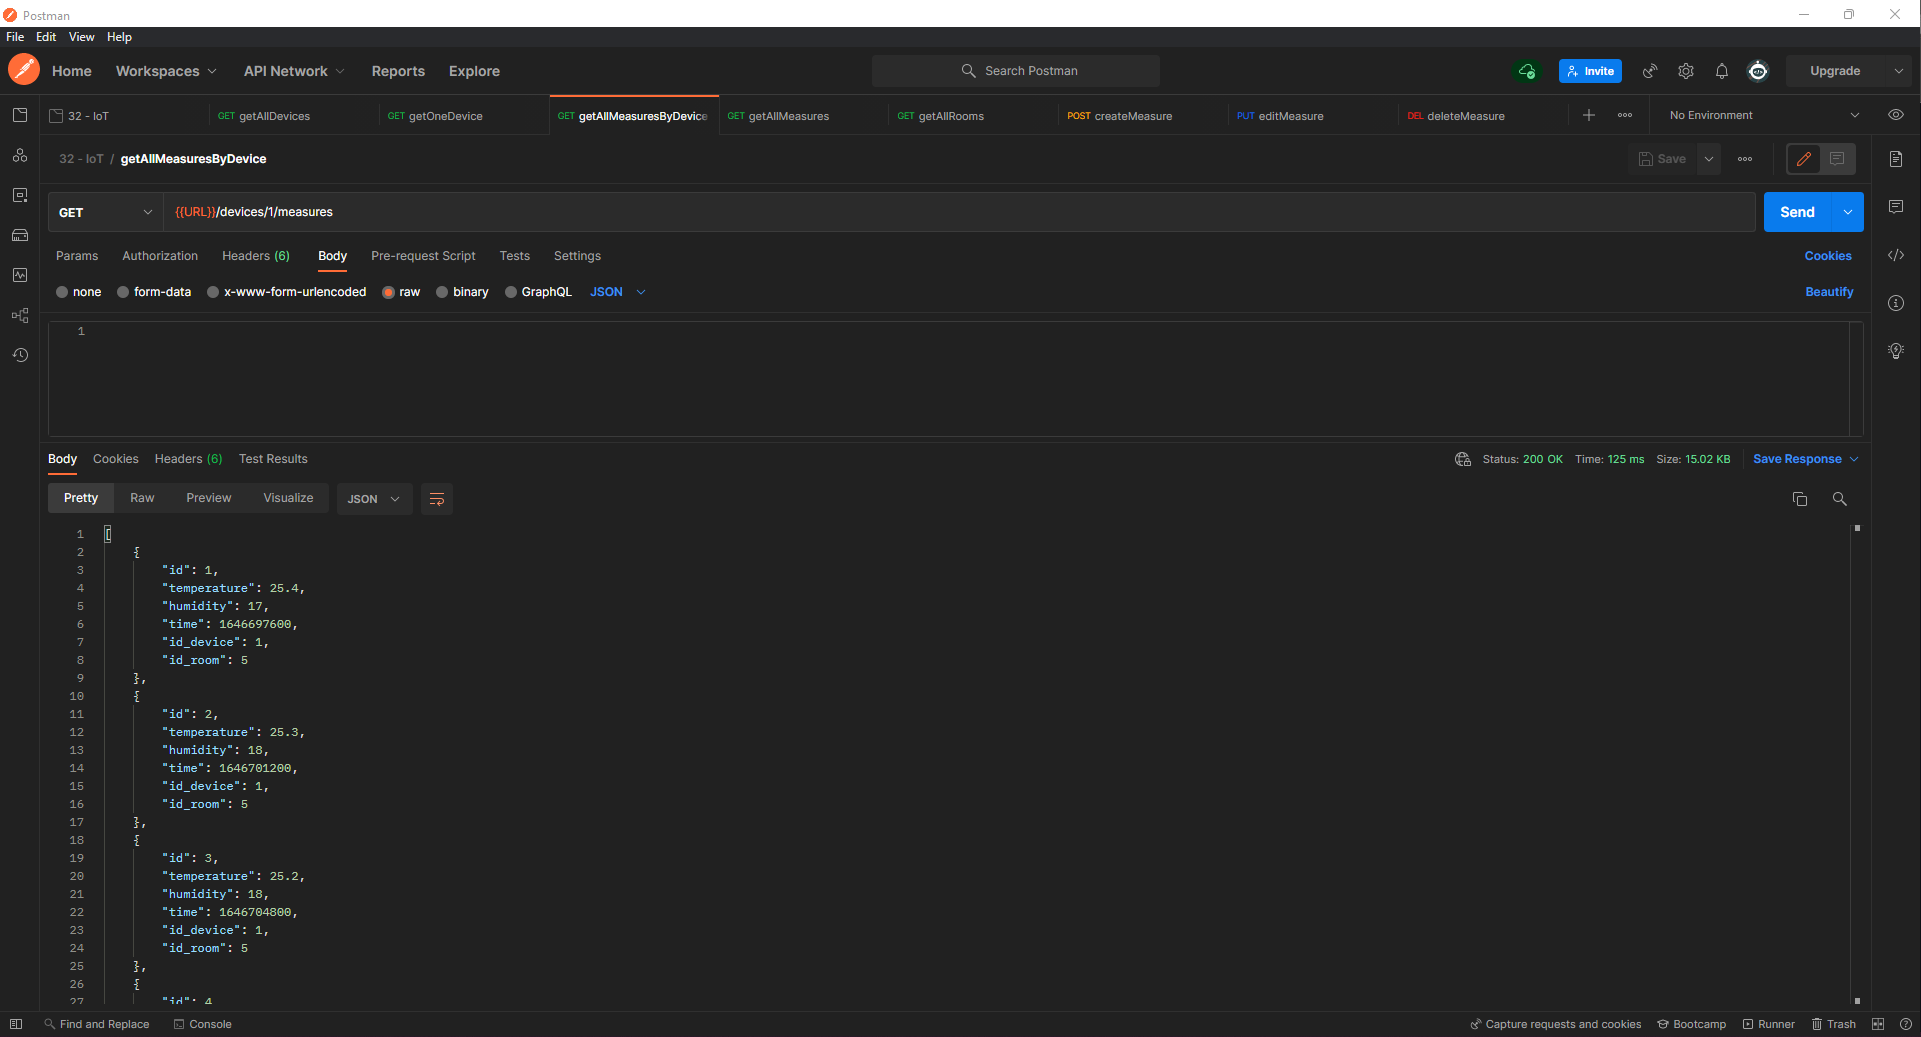 Postman
File Edit View Help
Home Workspaces API Network Reports Explore Search Postman Invite Upgrade
32 - IoT GET getAllDevices GET getOneDevice GET getAllMeasuresByDevice GET getAllMeasures GET getAllRooms POST createMeasure PUT editMeasure DEL deleteMeasure No Environment
32 - IoT / getAllMeasuresByDevice Save
GET {{URL}}/devices/1/measures Send
Params Authorization Headers (6) Body Pre-request Script Tests Settings Cookies
none form-data x-www-form-urlencoded raw binary GraphQL JSON Beautify
1
Body Cookies Headers (6) Test Results Status: 200 OK Time: 125 ms Size: 15.02 KB Save Response
Pretty Raw Preview Visualize JSON
1 [
2 {
3 "id": 1,
4 "temperature": 25.4,
5 "humidity": 17,
6 "time": 1646697600,
7 "id_device": 1,
8 "id_room": 5
9 },
10 {
11 "id": 2,
12 "temperature": 25.3,
13 "humidity": 18,
14 "time": 1646701200,
15 "id_device": 1,
16 "id_room": 5
17 },
18 {
19 "id": 3,
20 "temperature": 25.2,
21 "humidity": 18,
22 "time": 1646704800,
23 "id_device": 1,
24 "id_room": 5
25 },
26 {
27 "id": 4
Find and Replace Console Capture requests and cookies Bootcamp Runner Trash